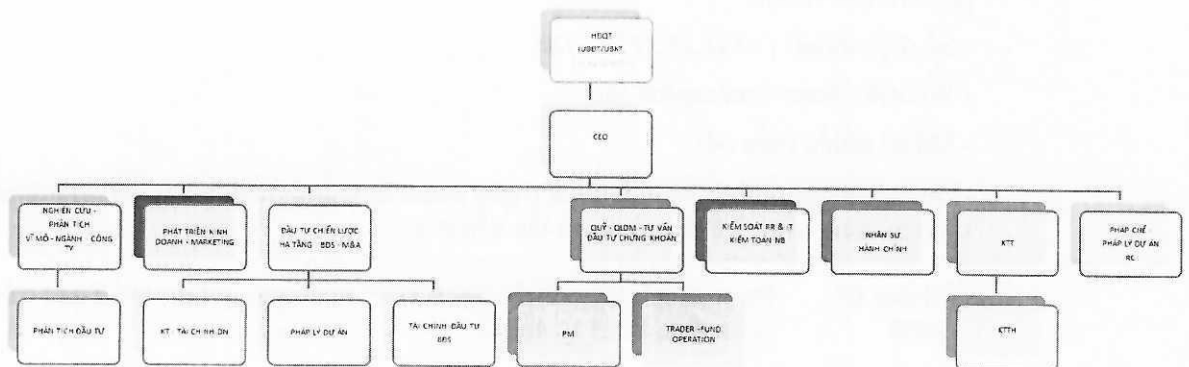 HĐQT
CEO
NGHIÊN CỨU -
PHÂN TÍCH
VĨ MÔ - NGÀNH - CÔNG
TY
PHÁT TRIỂN KINH
DOANH - MARKETING
ĐẦU TƯ CHIẾN LƯỢC
HẠ TẦNG - BĐS - M&A
QUỸ - QLDM - TƯ VẤN
ĐẦU TƯ CHỨNG KHOÁN
KIỂM SOÁT RR & IT
KIỂM TOÁN NB
NHÂN SỰ
HÀNH CHÍNH
KTT
PHÁP CHẾ -
PHÁP LÝ DỰ ÁN
PHÂN TÍCH ĐẦU TƯ
KT - TÀI CHÍNH DN
PHÁP LÝ DỰ ÁN
TÀI CHÍNH ĐẦU TƯ
BĐS
PM
TRADER -FUND
OPERATION
KTTH